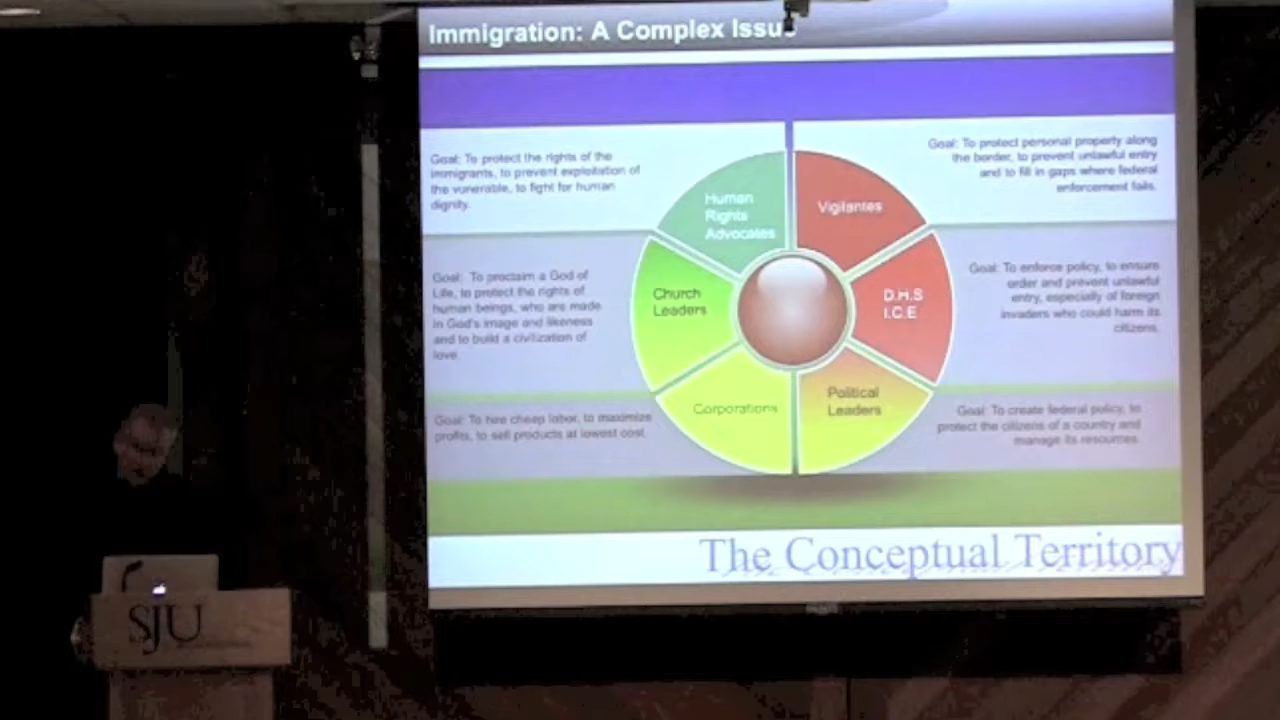 Immigration: A Complex Issue
Goal: To protect the rights of the
immigrants, to prevent exploitation of
the vunerable, to fight for human
dignity.
Human
Rights
Advocates
Vigilantes
Goal: To protect personal property along
the border, to prevent unlawful entry
and to fill in gaps where federal
enforcement fails.
Goal: To proclaim a God of
Life, to protect the rights of
human beings, who are made
in God's image and likeness
and to build a civilization of
love.
Church
Leaders
D.H.S
I.C.E
Goal: To enforce policy, to ensure
order and prevent unlawful
entry, especially of foreign
invaders who could harm its
citizens.
Goal: To hire cheap labor, to maximize
profits, to sell products at lowest cost.
Corporations
Political
Leaders
Goal: To create federal policy, to
protect the citizens of a country and
manage its resources.
The Conceptual Territory
SJU